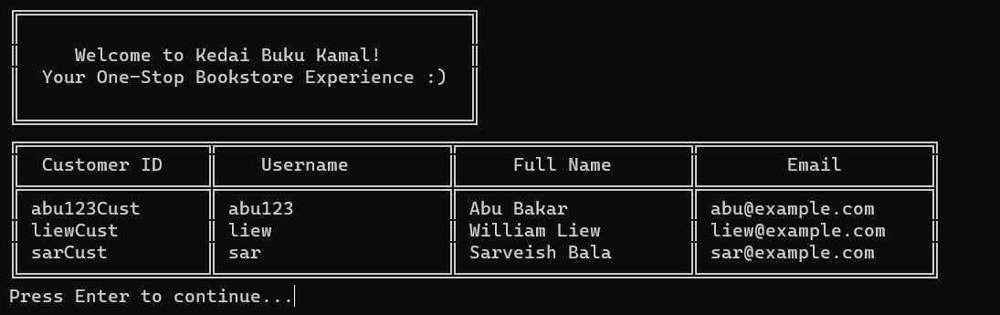 Welcome to Kedai Buku Kamal!
Your One-Stop Bookstore Experience :)
Customer ID Username Full Name Email
abu123Cust abu123 Abu Bakar abu@example.com
liewCust liew William Liew liew@example.com
sarCust sar Sarveish Bala sar@example.com
Press Enter to continue...